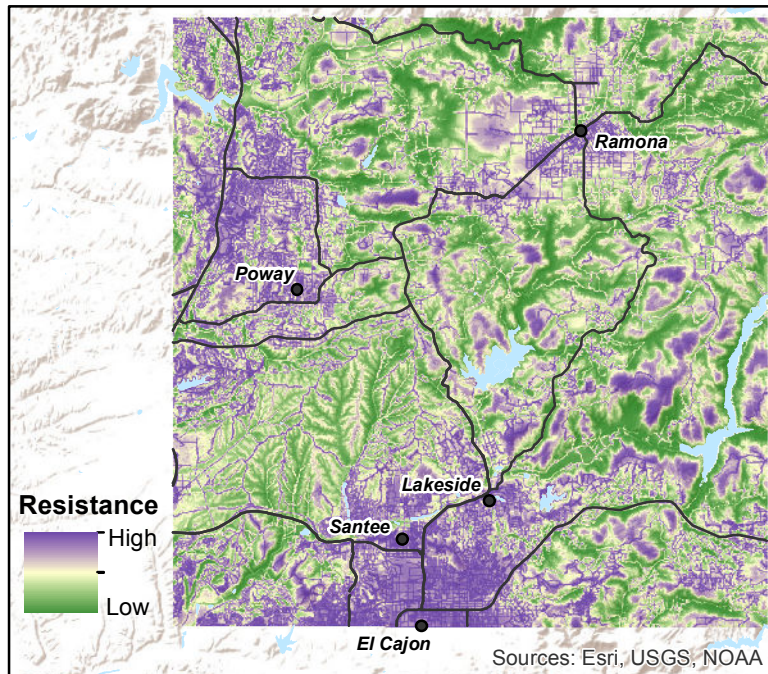 Ramona
Poway
Lakeside
Resistance
High
Santee
Low
El Cajon
Sources: Esri, USGS, NOAA